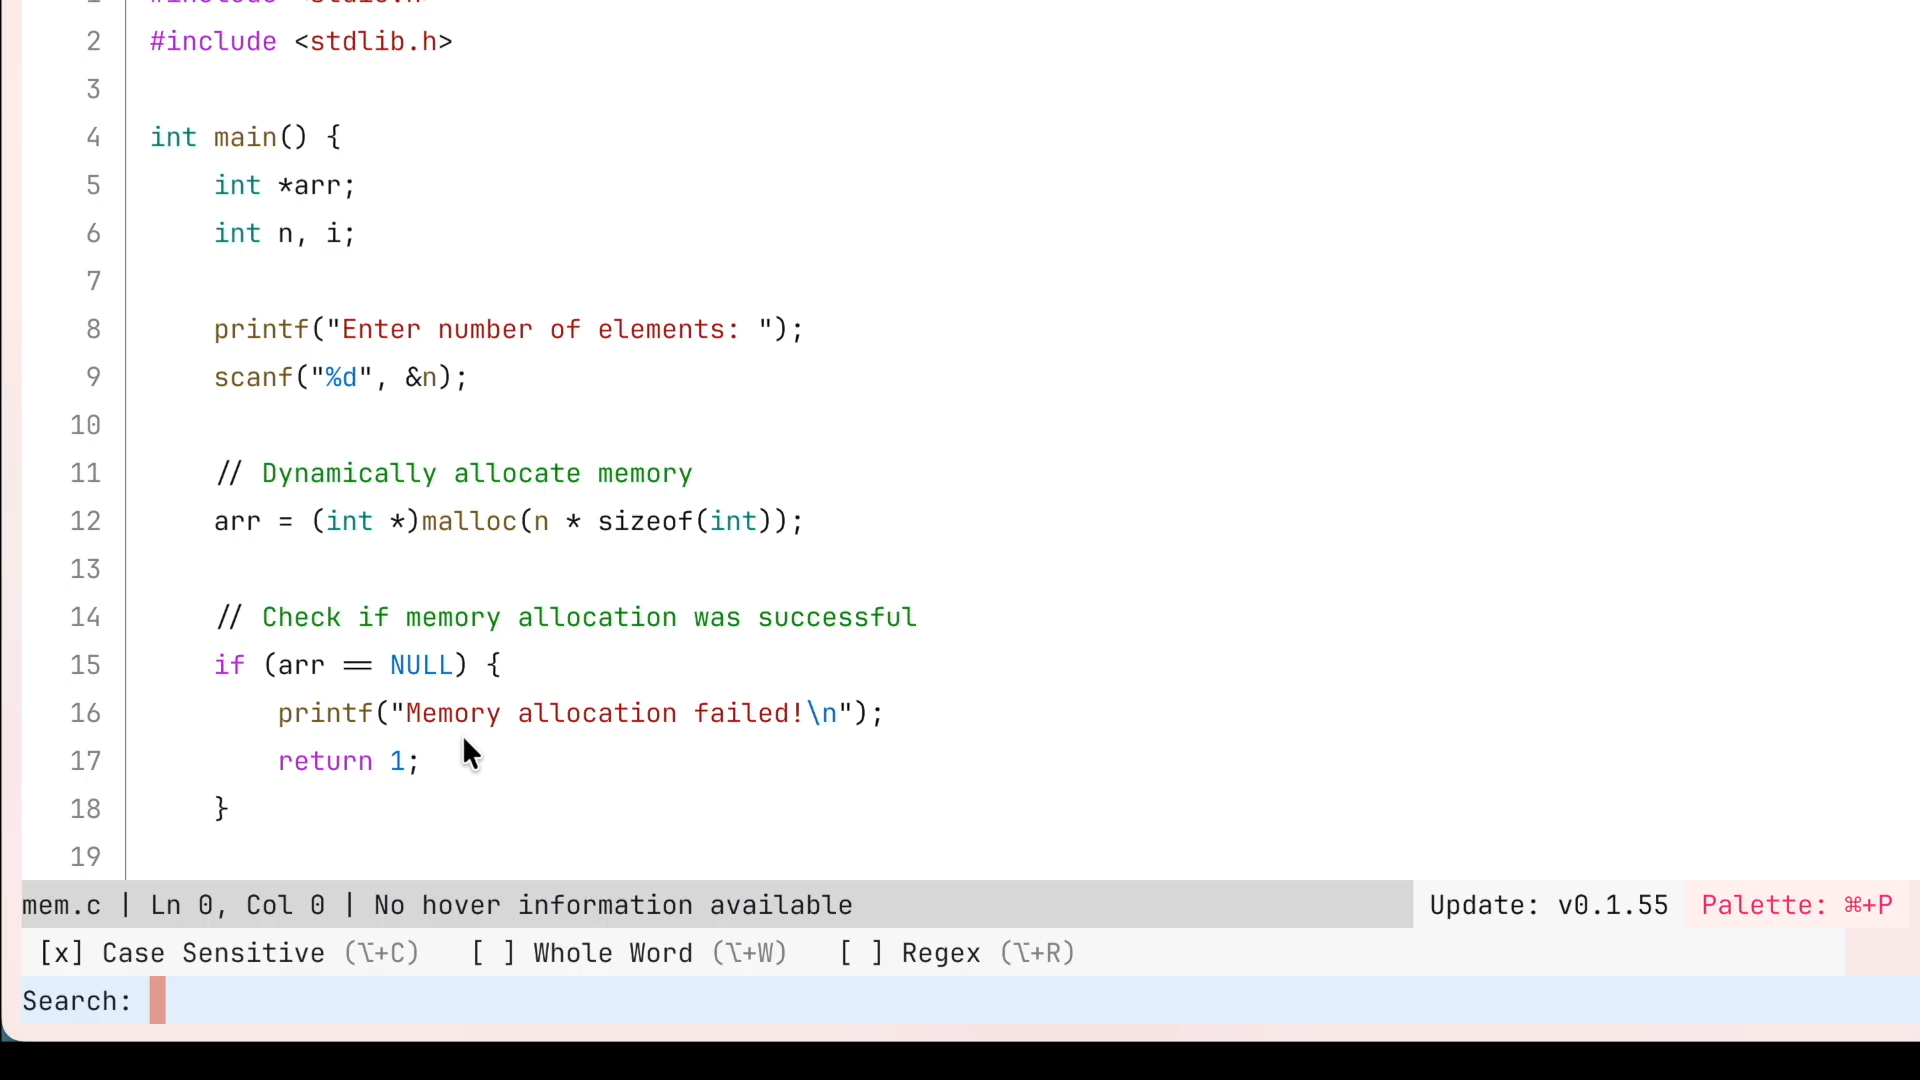 1 #include <stdio.h>
2 #include <stdlib.h>
3
4 int main() {
5 int *arr;
6 int n, i;
7
8 printf("Enter number of elements: ");
9 scanf("%d", &n);
10
11 // Dynamically allocate memory
12 arr = (int *)malloc(n * sizeof(int));
13
14 // Check if memory allocation was successful
15 if (arr == NULL) {
16 printf("Memory allocation failed!\n");
17 return 1;
18 }
19
mem.c | Ln 0, Col 0 | No hover information available Update: v0.1.55 Palette: ⌘+P
[x] Case Sensitive (⌥+C) [ ] Whole Word (⌥+W) [ ] Regex (⌥+R)
Search: